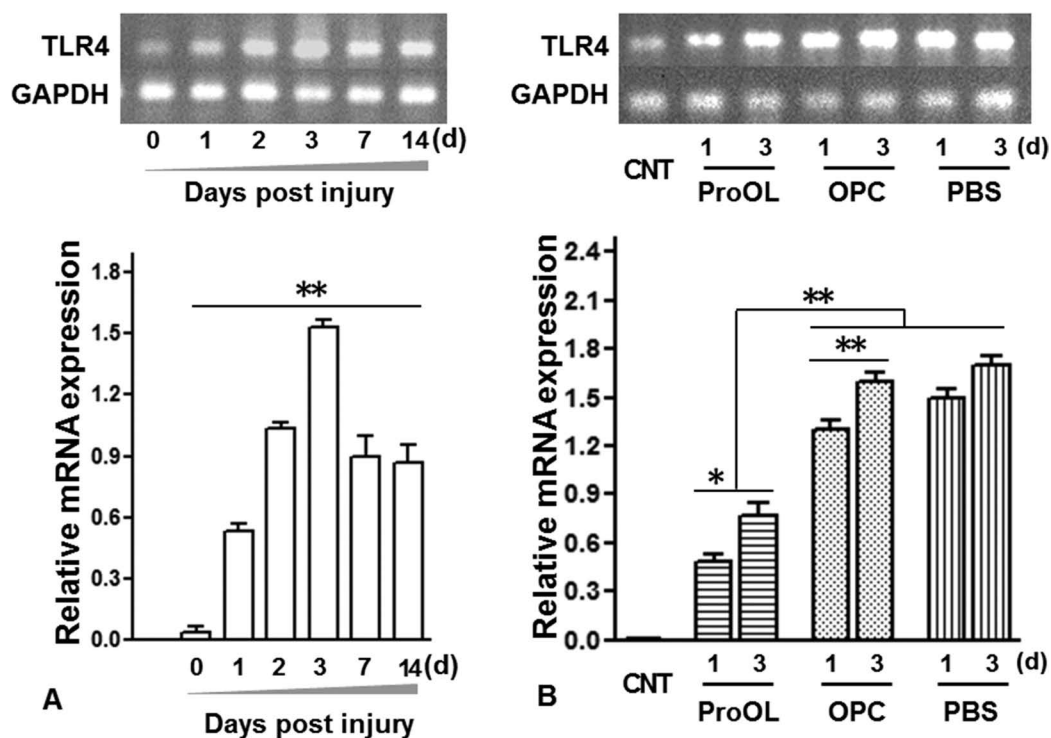 TLR4
GAPDH
0 1 2 3 7 14 (d)
Days post injury
TLR4
GAPDH
CNT 1 3 1 3 1 3 (d)
ProOL OPC PBS
Relative mRNA expression
1.8
1.5
1.2
0.9
0.6
0.3
0.0
**
0 1 2 3 7 14 (d)
Days post injury
A
Relative mRNA expression
2.4
2.1
1.8
1.5
1.2
0.9
0.6
0.3
0.0
**
**
*
CNT 1 3 1 3 1 3 (d)
ProOL OPC PBS
B